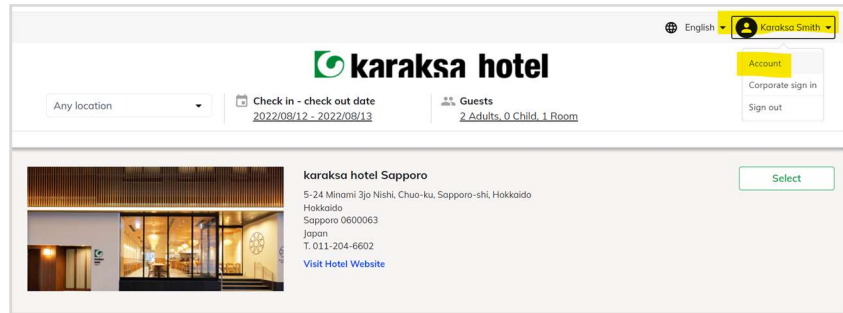 English
Karaksa Smith
Account
Corporate sign in
Sign out
karaksa hotel
Any location
Check in - check out date
2022/08/12 - 2022/08/13
Guests
2 Adults, 0 Child, 1 Room
karaksa hotel Sapporo
5-24 Minami 3jo Nishi, Chuo-ku, Sapporo-shi, Hokkaido
Hokkaido
Sapporo 0600063
Japan
T. 011-204-6602
Visit Hotel Website
Select